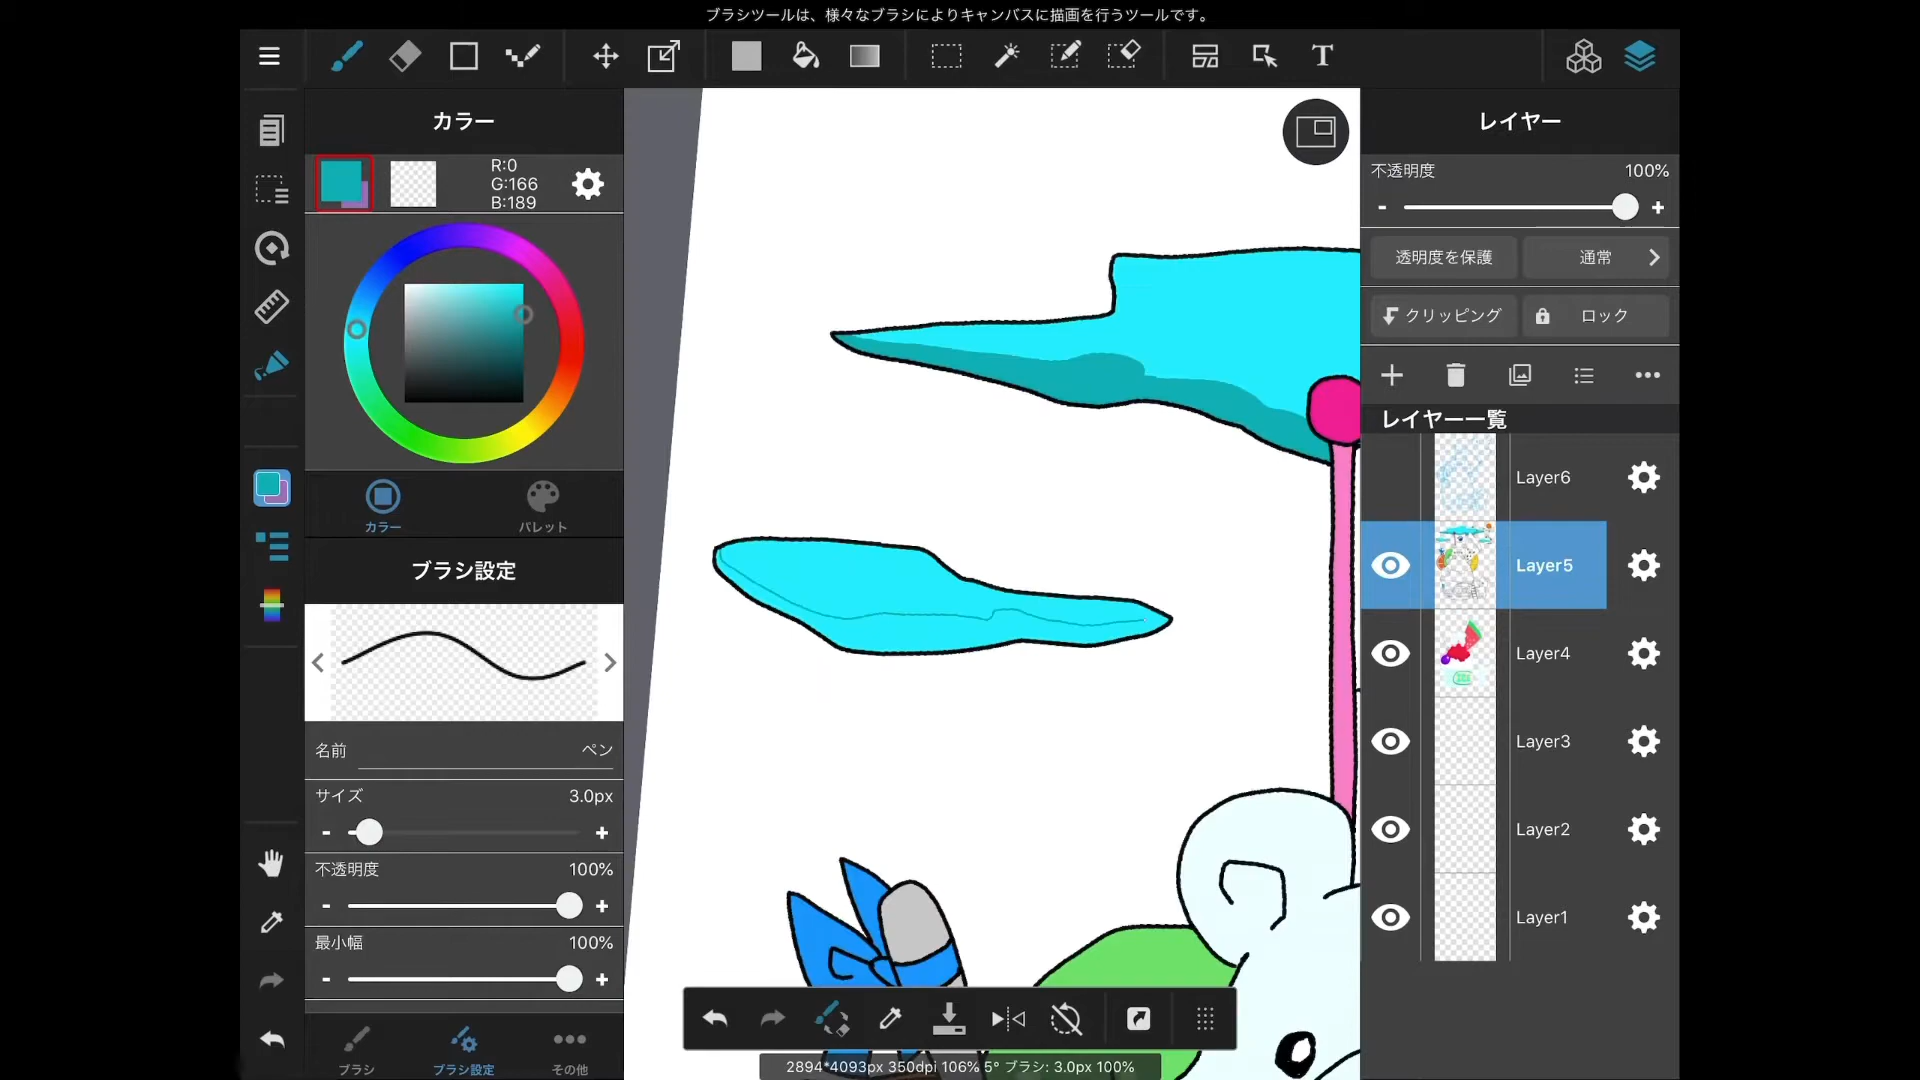 ブラシツールは、様々なブラシによりキャンバスに描画を行うツールです。
T
カラー
R:0
G:166
B:189
カラー
パレット
ブラシ設定
名前
ペン
サイズ
3.0px
-
+
不透明度
100%
-
+
最小幅
100%
-
+
ブラシ
ブラシ設定
その他
2894*4093px 350dpi 106% 5° ブラシ: 3.0px 100%
レイヤー
不透明度
100%
-
+
透明度を保護
通常
クリッピング
ロック
レイヤー一覧
Layer6
Layer5
Layer4
Layer3
Layer2
Layer1